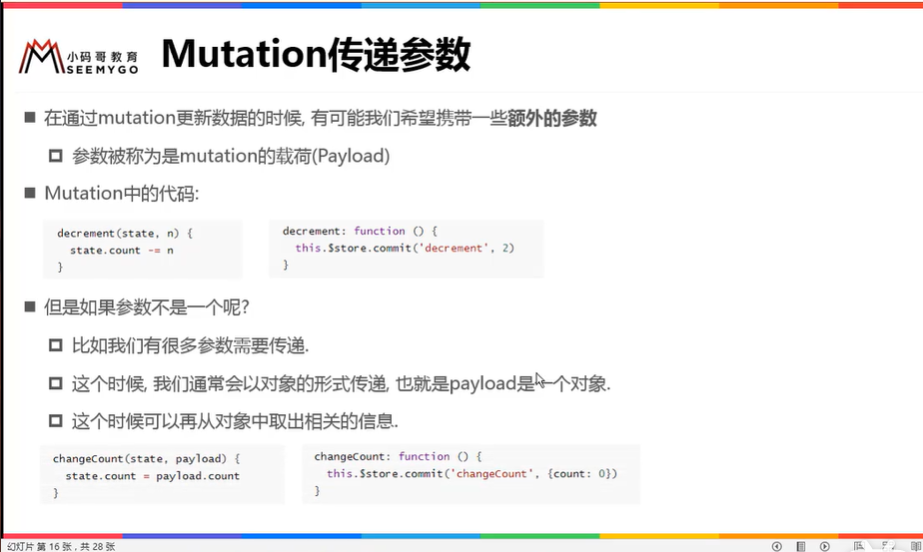 小码哥教育
SEEMYGO
Mutation传递参数
在通过mutation更新数据的时候, 有可能我们希望携带一些额外的参数
参数被称为是mutation的载荷(Payload)
Mutation中的代码:
decrement(state, n) {
state.count -= n
}
decrement: function () {
this.$store.commit('decrement', 2)
}
但是如果参数不是一个呢?
比如我们有很多参数需要传递.
这个时候, 我们通常会以对象的形式传递, 也就是payload是一个对象.
这个时候可以再从对象中取出相关的信息.
changeCount(state, payload) {
state.count = payload.count
}
changeCount: function () {
this.$store.commit('changeCount', {count: 0})
}
幻灯片 第 16 张 , 共 28 张